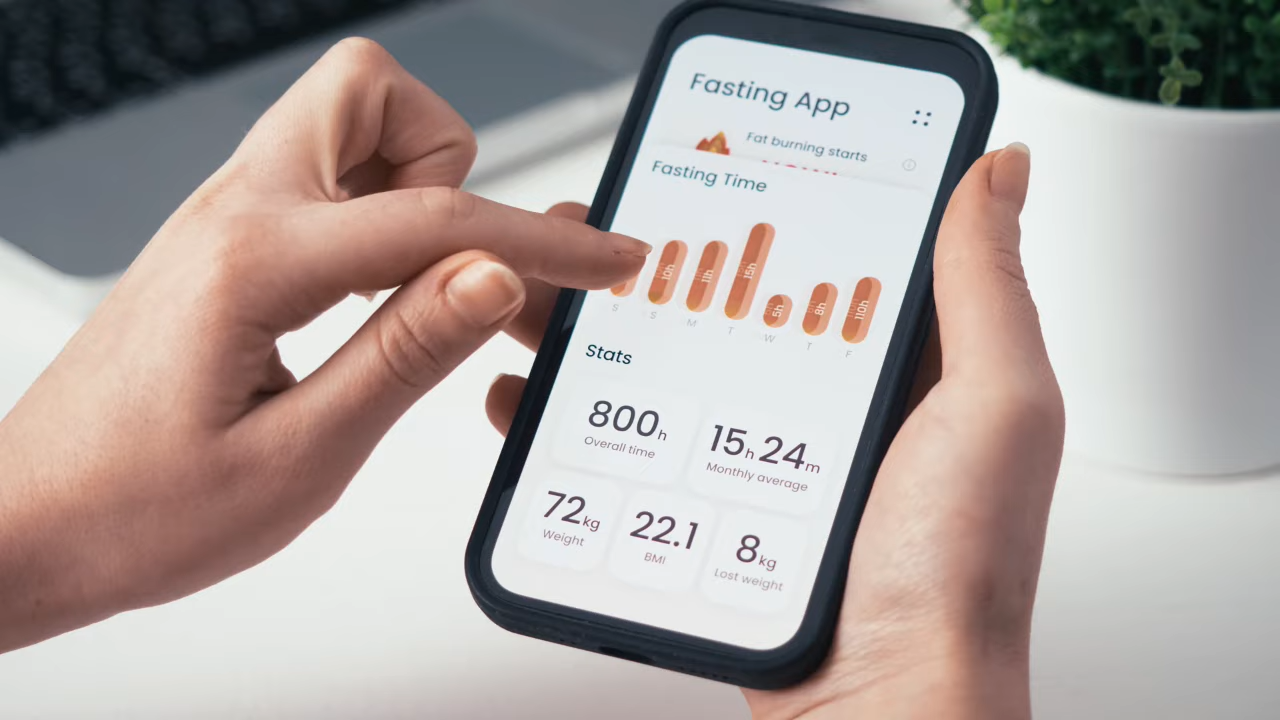 Fasting App
Fat burning starts
Fasting Time
10h
11h
15h
5h
8h
110h
S
S
M
T
W
T
F
Stats
800h
Overall time
15h 24m
Monthly average
72kg
Weight
22.1
BMI
8kg
Lost weight